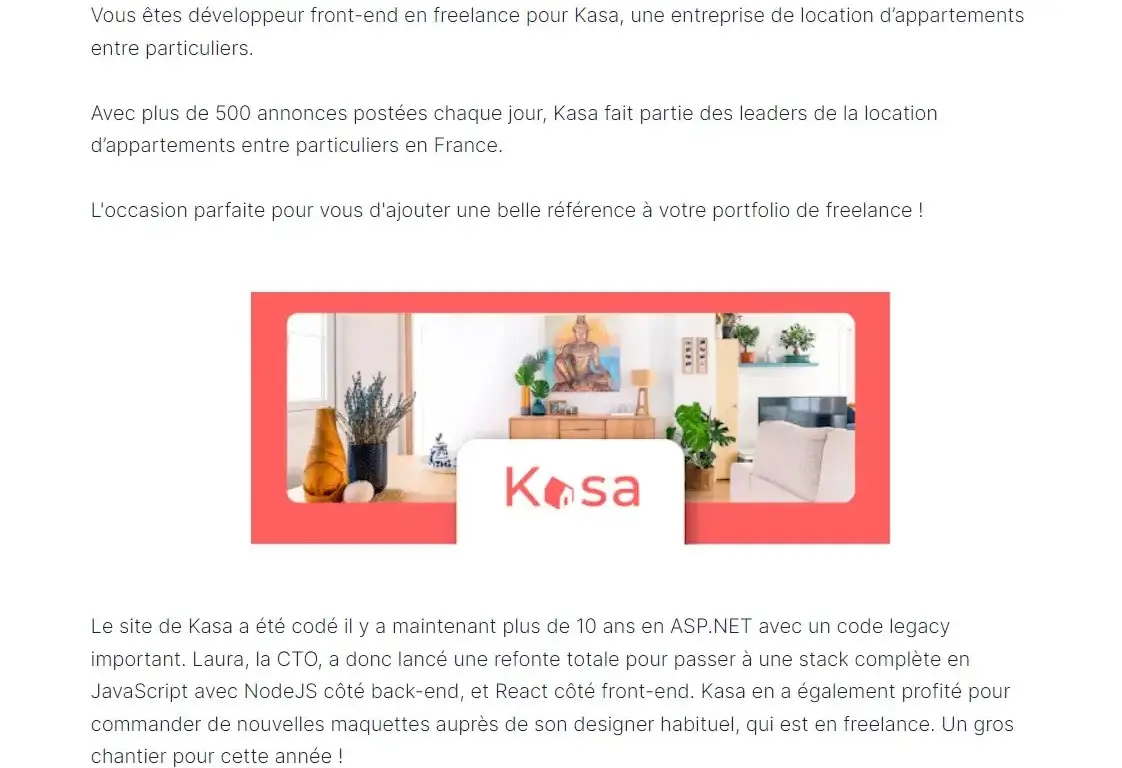 Vous êtes développeur front-end en freelance pour Kasa, une entreprise de location d’appartements
entre particuliers.
Avec plus de 500 annonces postées chaque jour, Kasa fait partie des leaders de la location
d’appartements entre particuliers en France.
L'occasion parfaite pour vous d'ajouter une belle référence à votre portfolio de freelance !
Kasa
Le site de Kasa a été codé il y a maintenant plus de 10 ans en ASP.NET avec un code legacy
important. Laura, la CTO, a donc lancé une refonte totale pour passer à une stack complète en
JavaScript avec NodeJS côté back-end, et React côté front-end. Kasa en a également profité pour
commander de nouvelles maquettes auprès de son designer habituel, qui est en freelance. Un gros
chantier pour cette année !